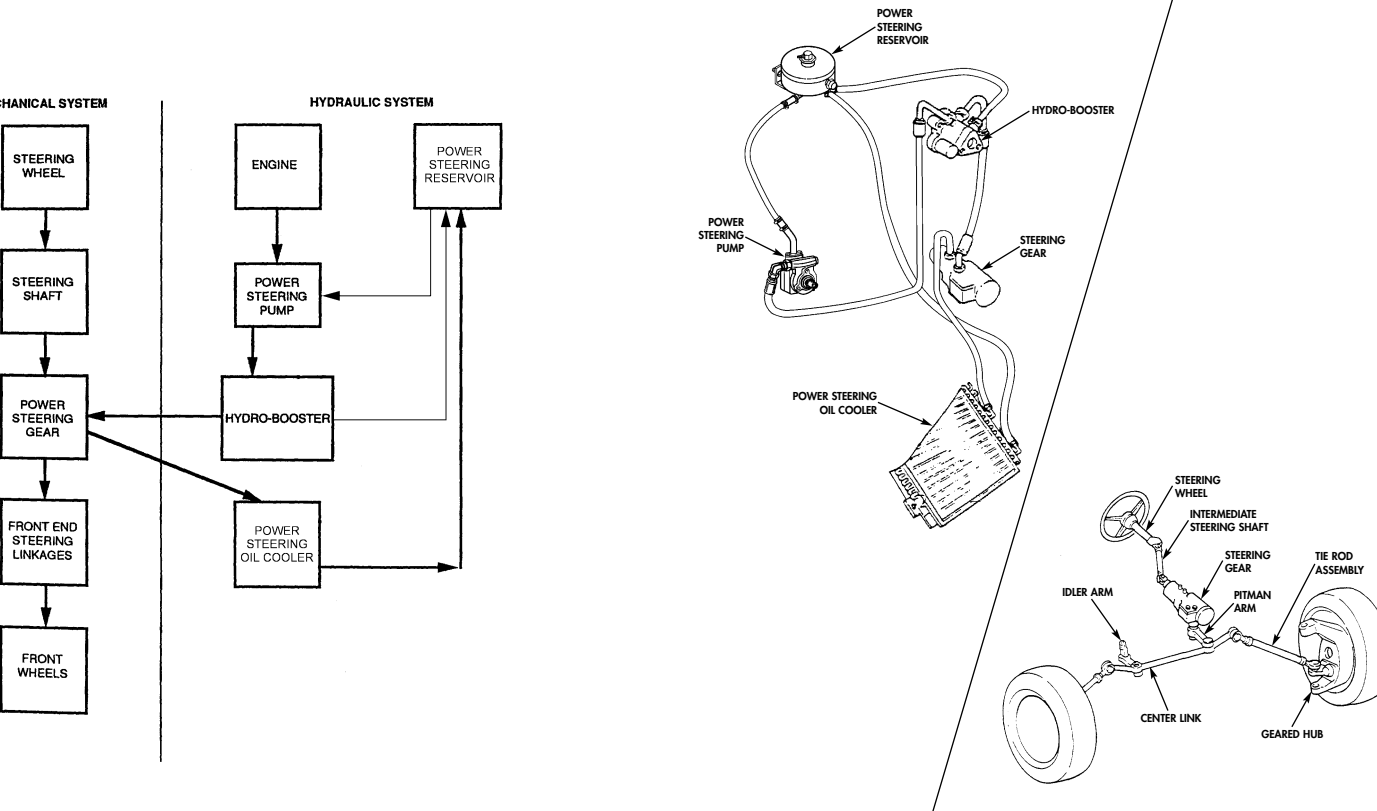 CHANICAL SYSTEM
STEERING
WHEEL
STEERING
SHAFT
POWER
STEERING
GEAR
FRONT END
STEERING
LINKAGES
FRONT
WHEELS
HYDRAULIC SYSTEM
ENGINE
POWER
STEERING
RESERVOIR
POWER
STEERING
PUMP
HYDRO-BOOSTER
POWER
STEERING
OIL COOLER
POWER
STEERING
RESERVOIR
HYDRO-BOOSTER
POWER
STEERING
PUMP
STEERING
GEAR
POWER STEERING
OIL COOLER
STEERING
WHEEL
INTERMEDIATE
STEERING SHAFT
STEERING
GEAR
TIE ROD
ASSEMBLY
IDLER ARM
PITMAN
ARM
CENTER LINK
GEARED HUB